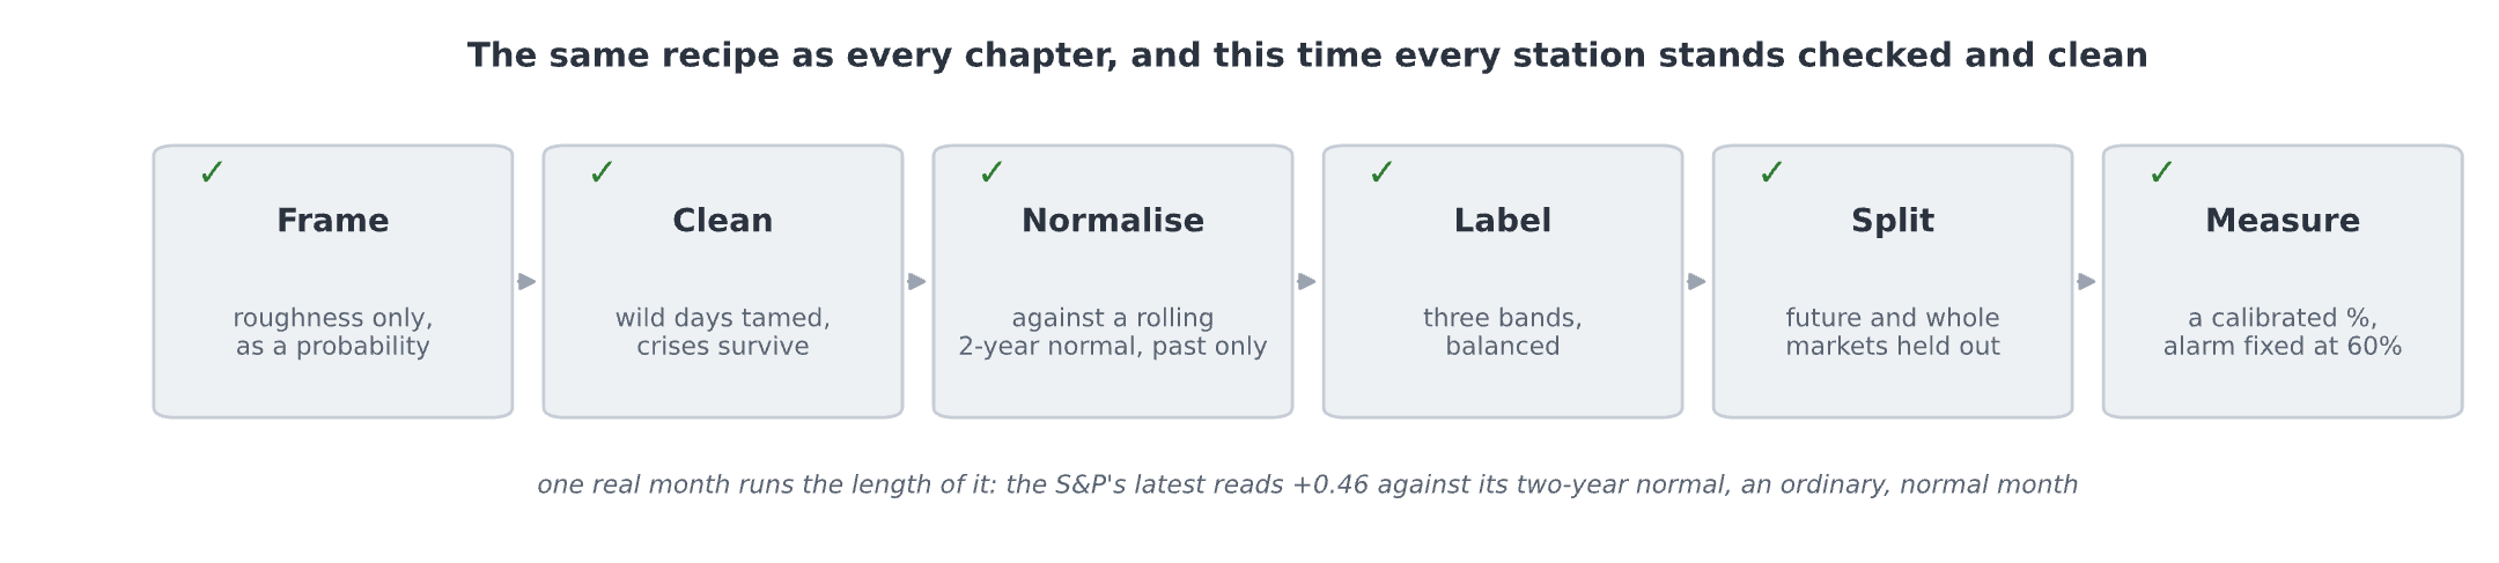 The same recipe as every chapter, and this time every station stands checked and clean
✓
Frame
roughness only,
as a probability
✓
Clean
wild days tamed,
crises survive
✓
Normalise
against a rolling
2-year normal, past only
✓
Label
three bands,
balanced
✓
Split
future and whole
markets held out
✓
Measure
a calibrated %,
alarm fixed at 60%
one real month runs the length of it: the S&P's latest reads +0.46 against its two-year normal, an ordinary, normal month